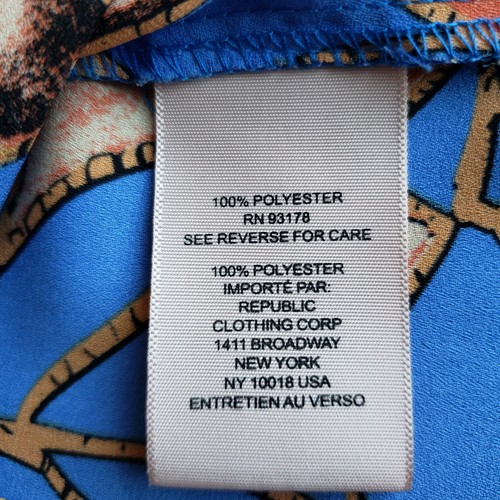 100% POLYESTER
RN 93178
SEE REVERSE FOR CARE
100% POLYESTER
IMPORTÉ PAR:
REPUBLIC
CLOTHING CORP
1411 BROADWAY
NEW YORK
NY 10018 USA
ENTRETIEN AU VERSO